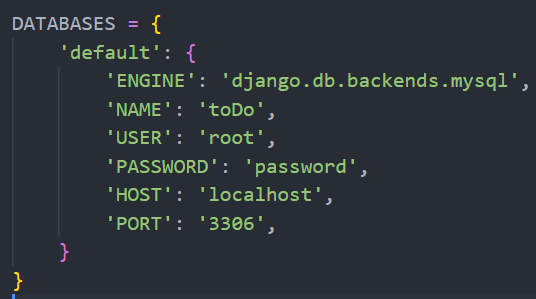 DATABASES = {
    'default': {
        'ENGINE': 'django.db.backends.mysql',
        'NAME': 'toDo',
        'USER': 'root',
        'PASSWORD': 'password',
        'HOST': 'localhost',
        'PORT': '3306',
    }
}